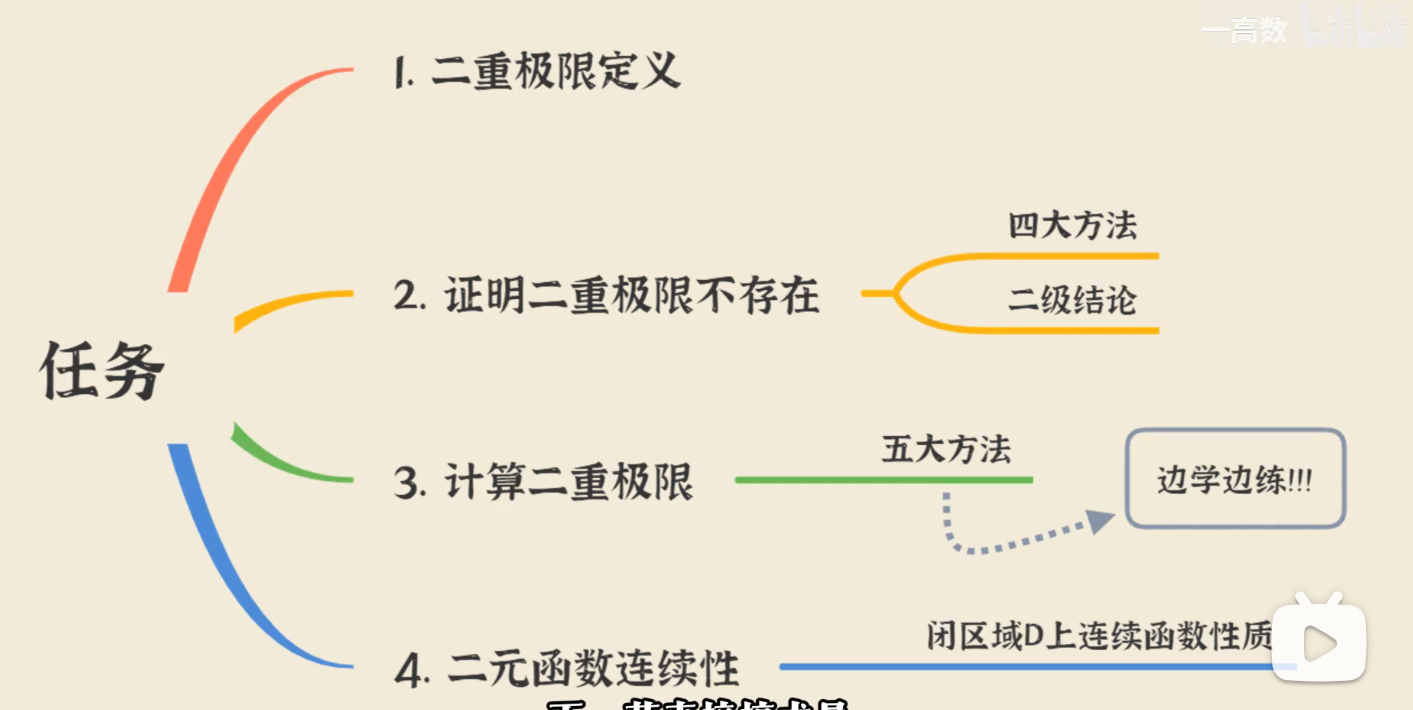 一高数 bilibili
1. 二重极限定义
四大方法
2. 证明二重极限不存在
二级结论
任务
五大方法
3. 计算二重极限
边学边练!!!
闭区域D上连续函数性质
4. 二元函数连续性